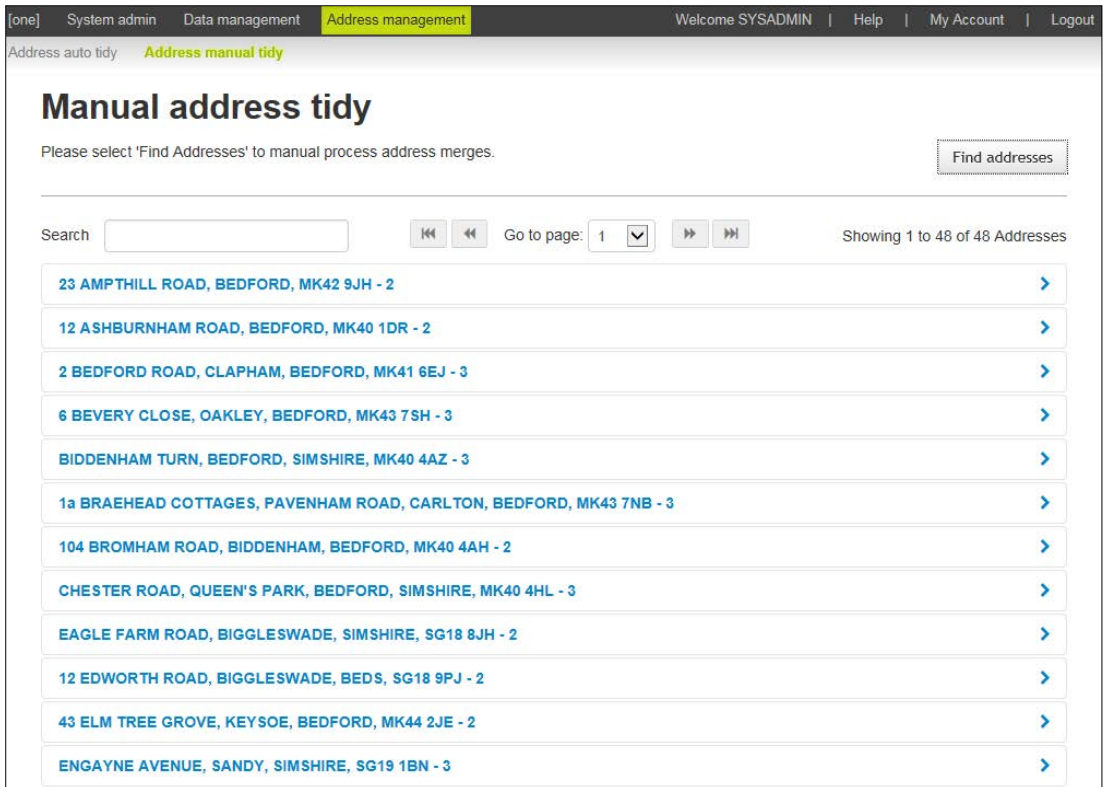 [one] System admin Data management Address management Welcome SYSADMIN | Help | My Account | Logout
Address auto tidy Address manual tidy
Manual address tidy
Please select 'Find Addresses' to manual process address merges.
Find addresses
Search Go to page: 1 Showing 1 to 48 of 48 Addresses
23 AMPTHILL ROAD, BEDFORD, MK42 9JH - 2
12 ASHBURNHAM ROAD, BEDFORD, MK40 1DR - 2
2 BEDFORD ROAD, CLAPHAM, BEDFORD, MK41 6EJ - 3
6 BEVERY CLOSE, OAKLEY, BEDFORD, MK43 7SH - 3
BIDDENHAM TURN, BEDFORD, SIMSHIRE, MK40 4AZ - 3
1a BRAEHEAD COTTAGES, PAVENHAM ROAD, CARLTON, BEDFORD, MK43 7NB - 3
104 BROMHAM ROAD, BIDDENHAM, BEDFORD, MK40 4AH - 2
CHESTER ROAD, QUEEN'S PARK, BEDFORD, SIMSHIRE, MK40 4HL - 3
EAGLE FARM ROAD, BIGGLESWADE, SIMSHIRE, SG18 8JH - 2
12 EDWORTH ROAD, BIGGLESWADE, BEDS, SG18 9PJ - 2
43 ELM TREE GROVE, KEYSOE, BEDFORD, MK44 2JE - 2
ENGAYNE AVENUE, SANDY, SIMSHIRE, SG19 1BN - 3